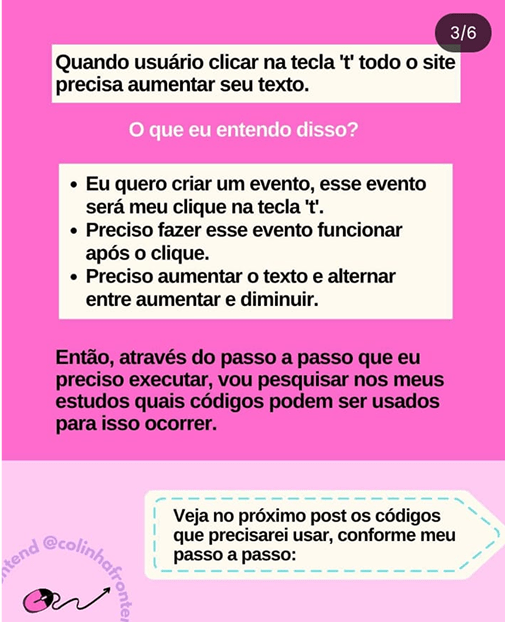 3/6
Quando usuário clicar na tecla 't' todo o site
precisa aumentar seu texto.
O que eu entendo disso?
• Eu quero criar um evento, esse evento
será meu clique na tecla 't'.
• Preciso fazer esse evento funcionar
após o clique.
• Preciso aumentar o texto e alternar
entre aumentar e diminuir.
Então, através do passo a passo que eu
preciso executar, vou pesquisar nos meus
estudos quais códigos podem ser usados
para isso ocorrer.
Veja no próximo post os códigos
que precisarei usar, conforme meu
passo a passo:
ntend @colinhafronten